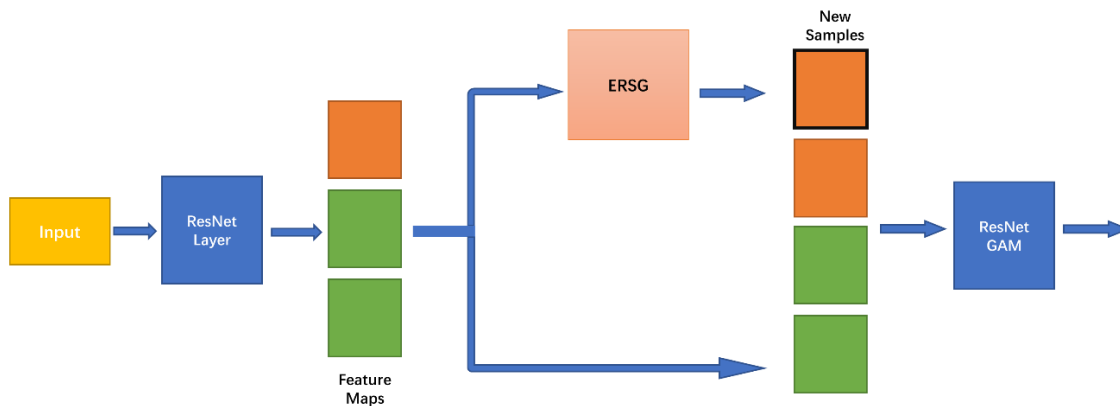 New
Samples
ERSG
Input
ResNet
Layer
ResNet
GAM
Feature
Maps